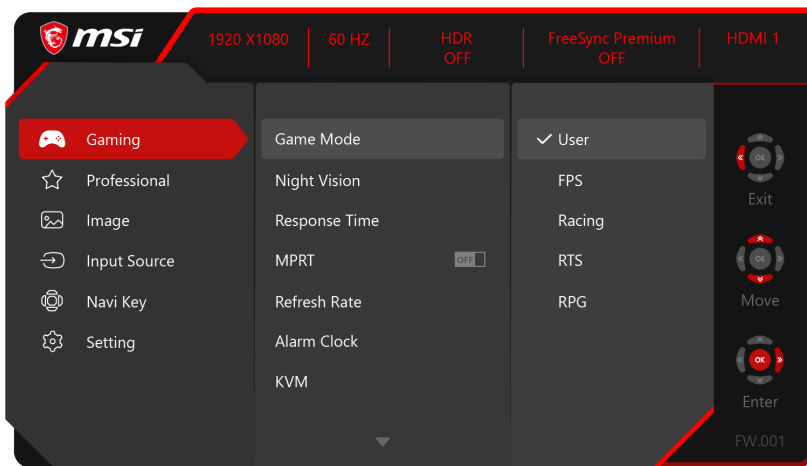 msi
1920 X1080 60 HZ HDR OFF FreeSync Premium OFF HDMI 1
Gaming
Professional
Image
Input Source
Navi Key
Setting
Game Mode
Night Vision
Response Time
MPRT OFF
Refresh Rate
Alarm Clock
KVM
User
FPS
Racing
RTS
RPG
OK
Exit
OK
Move
OK
Enter
FW.001